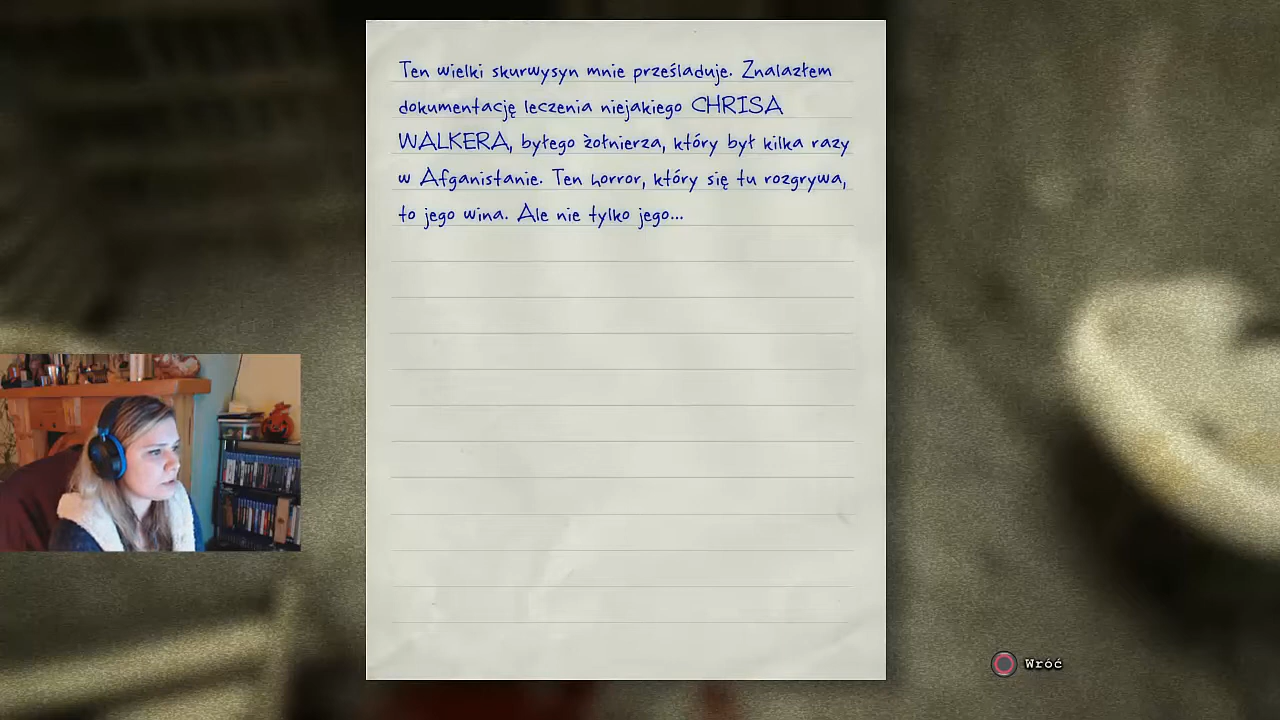 Ten wielki skurwysyn mnie prześladuje. Znalazłem
dokumentację leczenia niejakiego CHRISA
WALKERA, byłego żołnierza, który był kilka razy
w Afganistanie. Ten horror, który się tu rozgrywa,
to jego wina. Ale nie tylko jego...
Wróć